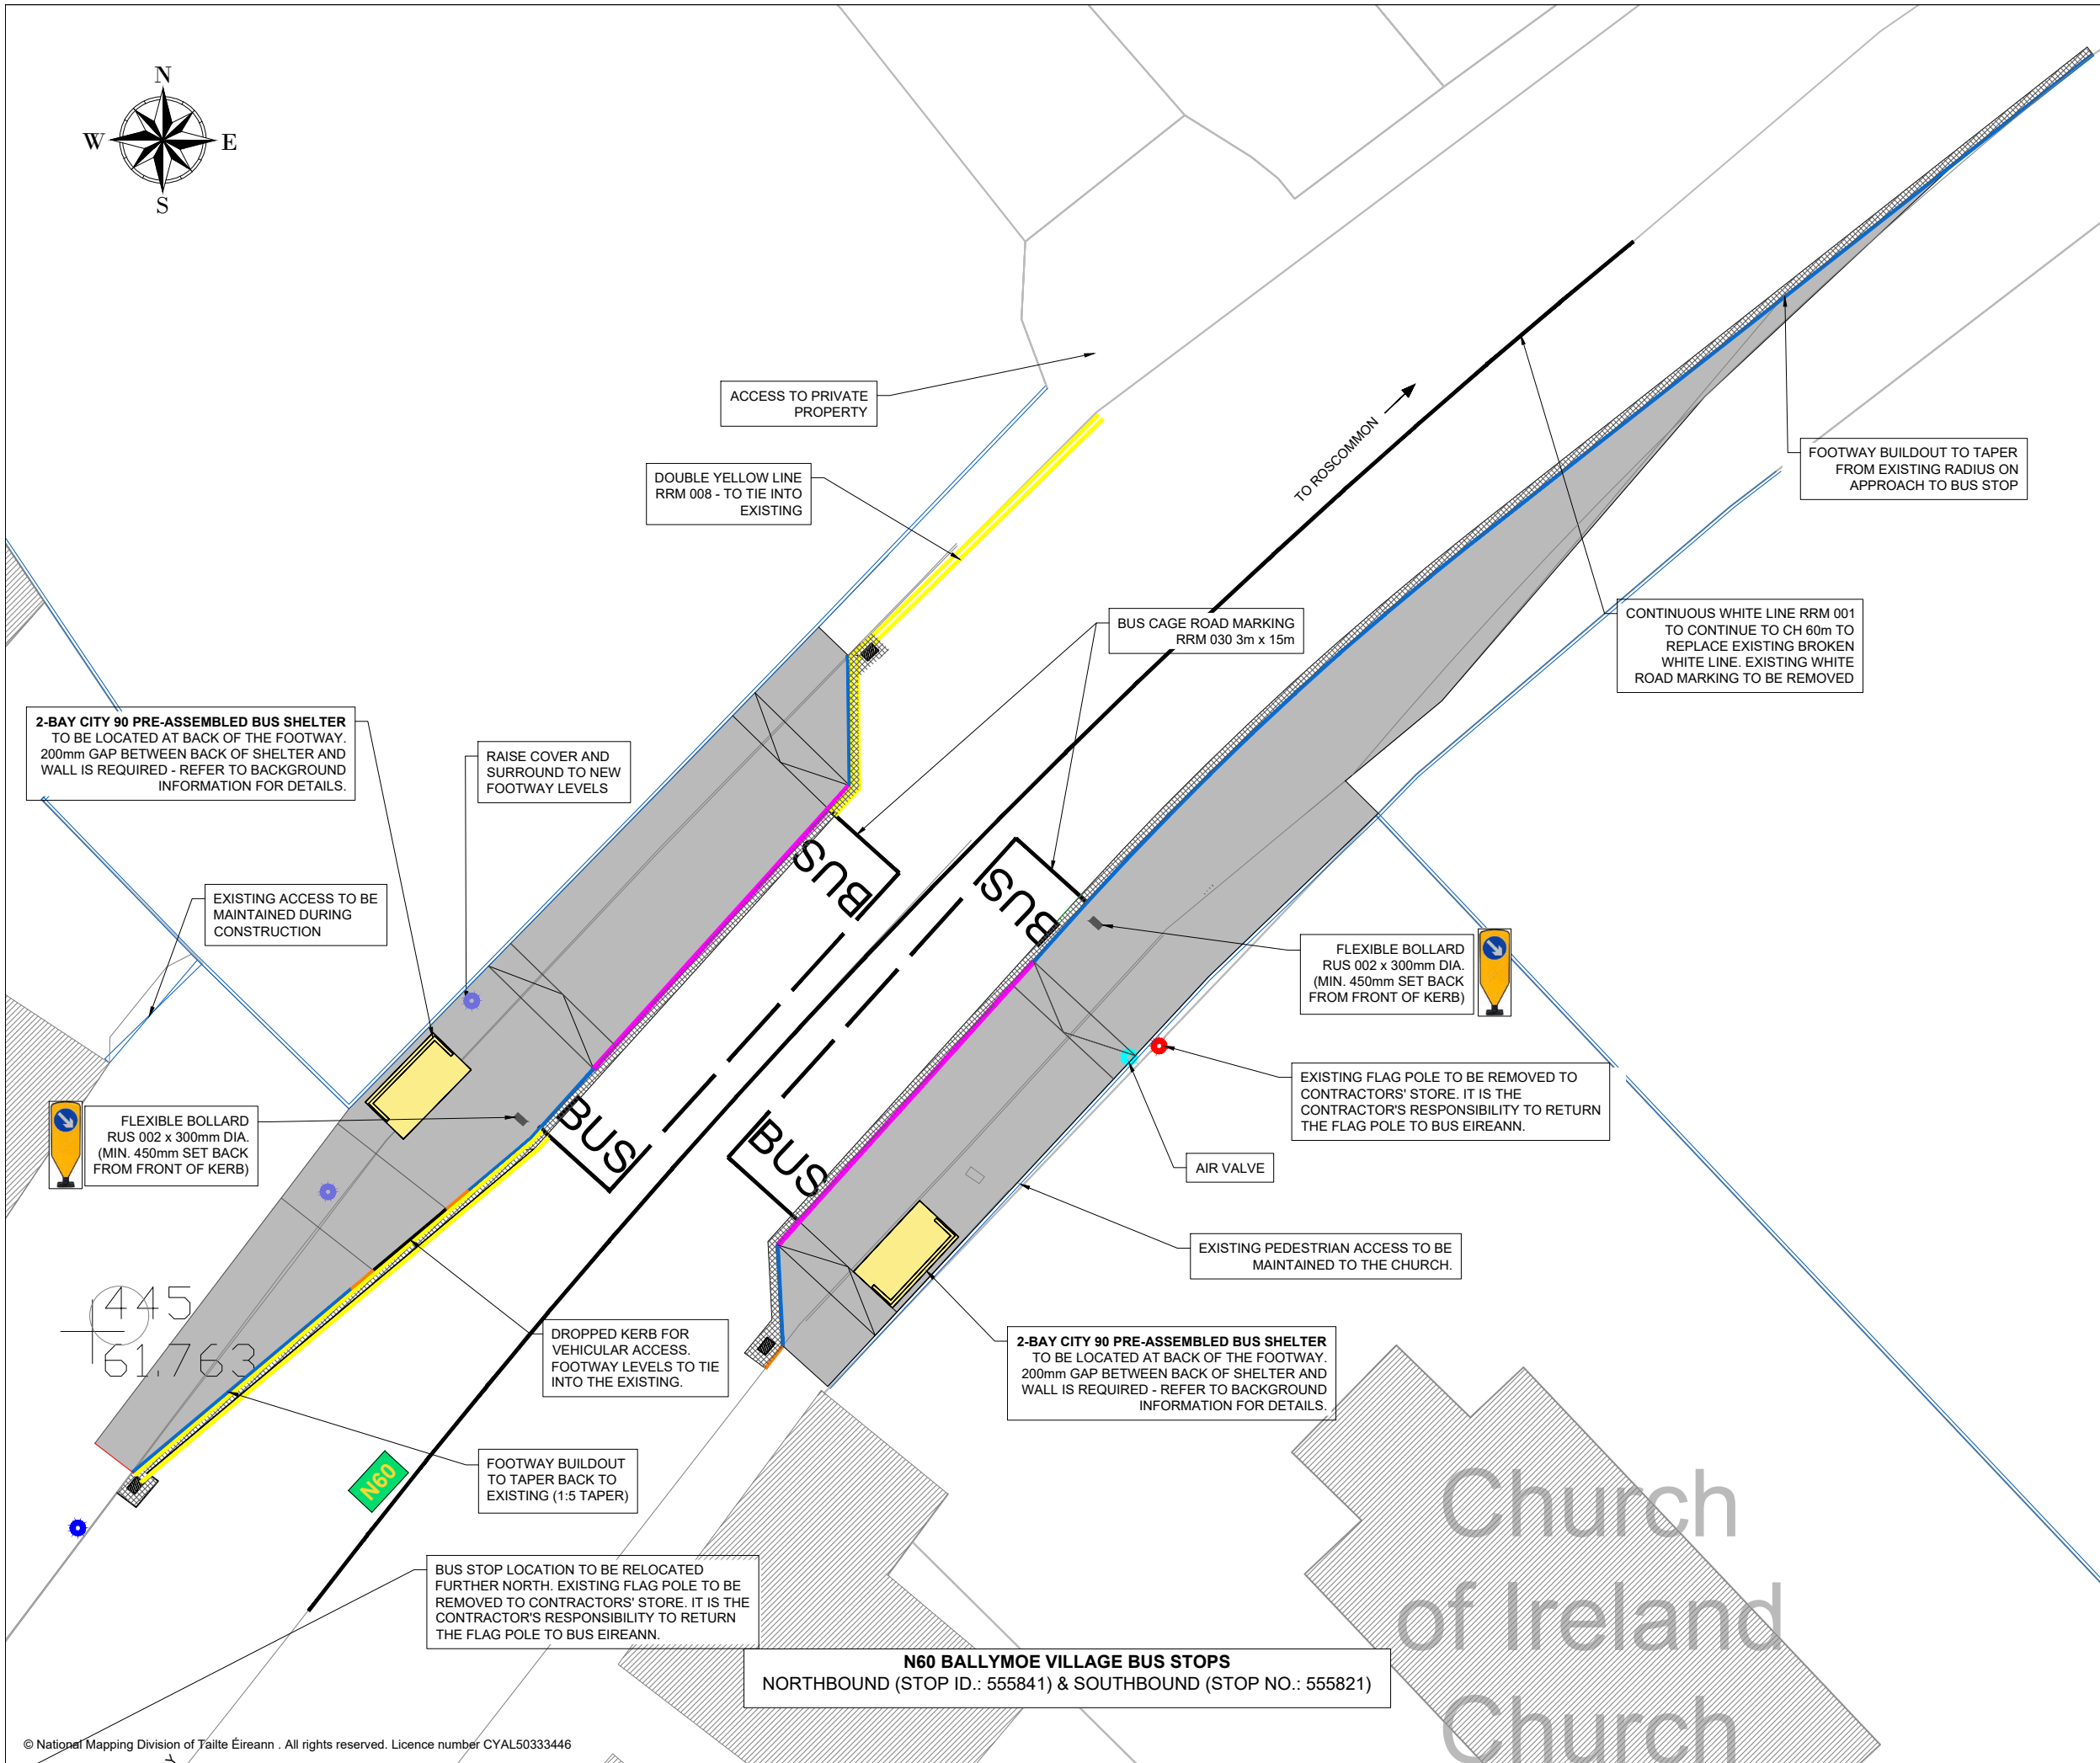 N
W
E
S
ACCESS TO PRIVATE
PROPERTY
DOUBLE YELLOW LINE
RRM 008 - TO TIE INTO
EXISTING
TO ROSCOMMON
FOOTWAY BUILDOUT TO TAPER
FROM EXISTING RADIUS ON
APPROACH TO BUS STOP
BUS CAGE ROAD MARKING
RRM 030 3m x 15m
CONTINUOUS WHITE LINE RRM 001
TO CONTINUE TO CH 60m TO
REPLACE EXISTING BROKEN
WHITE LINE. EXISTING WHITE
ROAD MARKING TO BE REMOVED
2-BAY CITY 90 PRE-ASSEMBLED BUS SHELTER
TO BE LOCATED AT BACK OF THE FOOTWAY.
200mm GAP BETWEEN BACK OF SHELTER AND
WALL IS REQUIRED - REFER TO BACKGROUND
INFORMATION FOR DETAILS.
RAISE COVER AND
SURROUND TO NEW
FOOTWAY LEVELS
BUS
BUS
EXISTING ACCESS TO BE
MAINTAINED DURING
CONSTRUCTION
FLEXIBLE BOLLARD
RUS 002 x 300mm DIA.
(MIN. 450mm SET BACK
FROM FRONT OF KERB)
EXISTING FLAG POLE TO BE REMOVED TO
CONTRACTORS' STORE. IT IS THE
CONTRACTOR'S RESPONSIBILITY TO RETURN
THE FLAG POLE TO BUS EIREANN.
FLEXIBLE BOLLARD
RUS 002 x 300mm DIA.
(MIN. 450mm SET BACK
FROM FRONT OF KERB)
BUS
BUS
AIR VALVE
EXISTING PEDESTRIAN ACCESS TO BE
MAINTAINED TO THE CHURCH.
445
61.763
DROPPED KERB FOR
VEHICULAR ACCESS.
FOOTWAY LEVELS TO TIE
INTO THE EXISTING.
2-BAY CITY 90 PRE-ASSEMBLED BUS SHELTER
TO BE LOCATED AT BACK OF THE FOOTWAY.
200mm GAP BETWEEN BACK OF SHELTER AND
WALL IS REQUIRED - REFER TO BACKGROUND
INFORMATION FOR DETAILS.
N60
FOOTWAY BUILDOUT
TO TAPER BACK TO
EXISTING (1:5 TAPER)
Church
of Ireland
Church
BUS STOP LOCATION TO BE RELOCATED
FURTHER NORTH. EXISTING FLAG POLE TO BE
REMOVED TO CONTRACTORS' STORE. IT IS THE
CONTRACTOR'S RESPONSIBILITY TO RETURN
THE FLAG POLE TO BUS EIREANN.
N60 BALLYMOE VILLAGE BUS STOPS
NORTHBOUND (STOP ID.: 555841) & SOUTHBOUND (STOP NO.: 555821)
© National Mapping Division of Tailte Éireann . All rights reserved. Licence number CYAL50333446